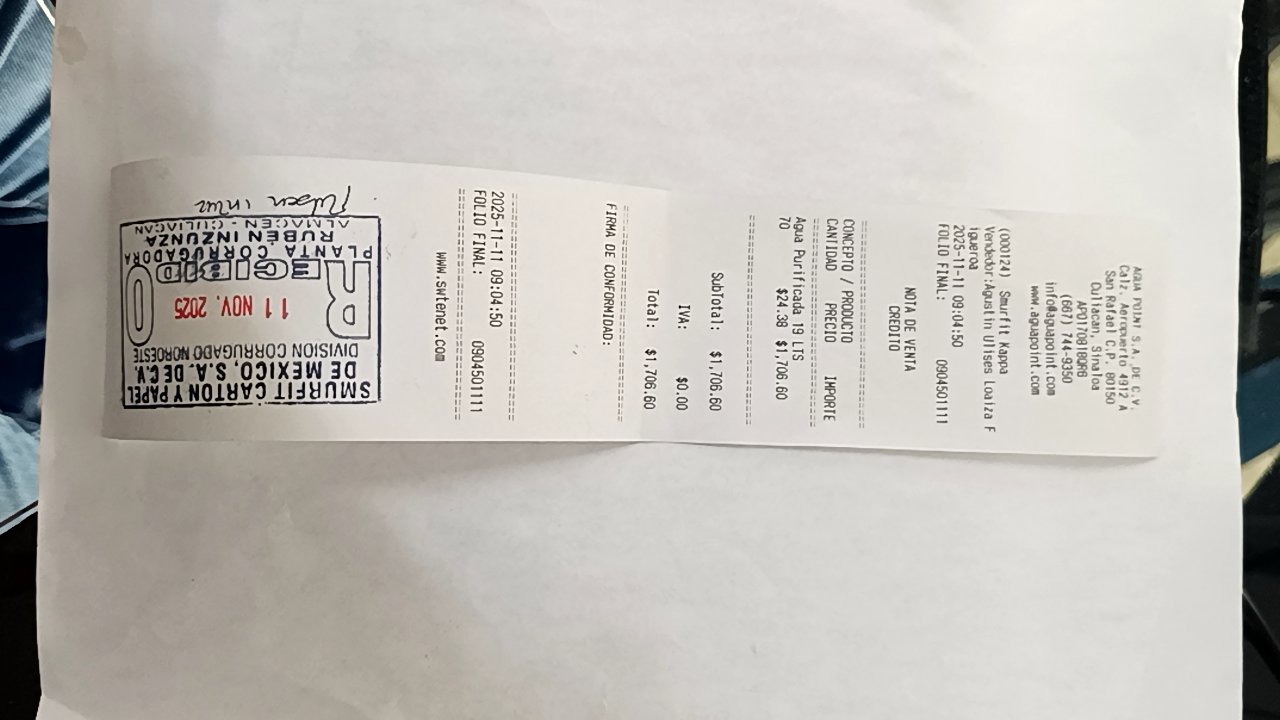 AGUA POINT S.A. DE C.V.
Calz. Aeropuerto 4912 A
San Rafael C.P. 80150
Culiacan, Sinaloa
APO170818QR8
(667) 744-9350
info@aguapoint.com
www.aguapoint.com
(000124) Smurfit Kappa
Vendedor:Agustin Ulises Loaiza F
igueroa
2025-11-11 09:04:50
FOLIO FINAL: 0904501111
NOTA DE VENTA
CREDITO
CONCEPTO / PRODUCTO
CANTIDAD PRECIO IMPORTE
Agua Purificada 19 LTS
70 $24.38 $1,706.60
SubTotal: $1,706.60
IVA: $0.00
Total: $1,706.60
FIRMA DE CONFORMIDAD:
2025-11-11 09:04:50
FOLIO FINAL: 0904501111
www.swtenet.com
SMURFIT CARTON Y PAPEL
DE MEXICO, S.A. DE C.V.
DIVISION CORRUGADO NOROESTE
11 NOV. 2025
RECIBIDO
PLANTA CORRUGADORA
RUBÉN INZUNZA
ALMACEN CULIACAN
Ruben